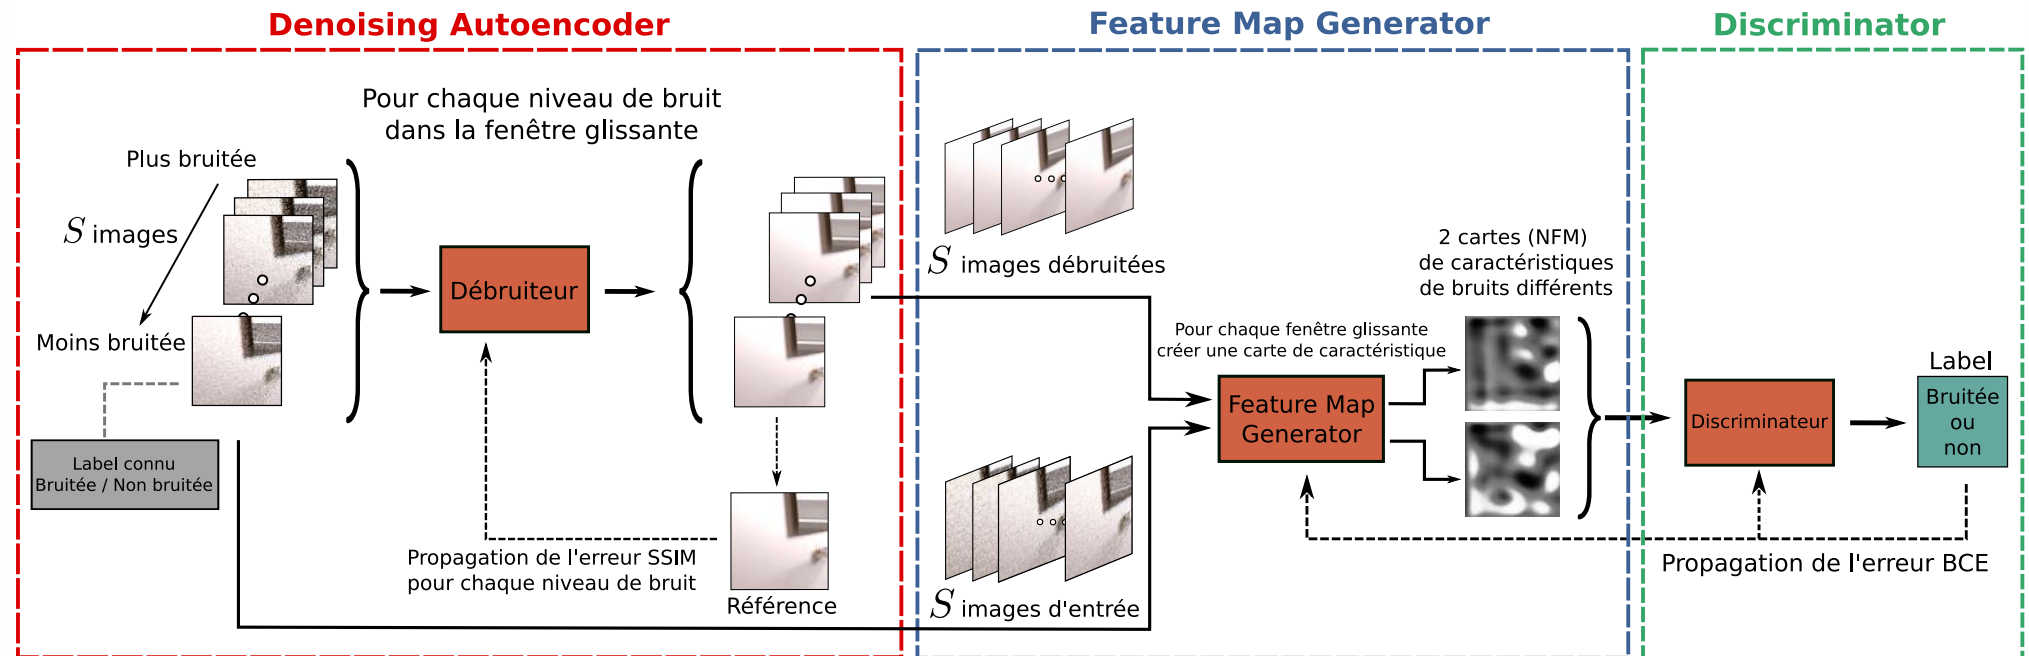 Denoising Autoencoder
Pour chaque niveau de bruit
dans la fenêtre glissante
Plus bruitée
S images
Moins bruitée
Label connu
Bruitée / Non bruitée
Débruiteur
Propagation de l'erreur SSIM
pour chaque niveau de bruit
Référence
Feature Map Generator
S images débruitées
S images d'entrée
Pour chaque fenêtre glissante
créer une carte de caractéristique
Feature Map
Generator
2 cartes (NFM)
de caractéristiques
de bruits différents
Discriminator
Discriminateur
Label
Bruitée
ou
non
Propagation de l'erreur BCE